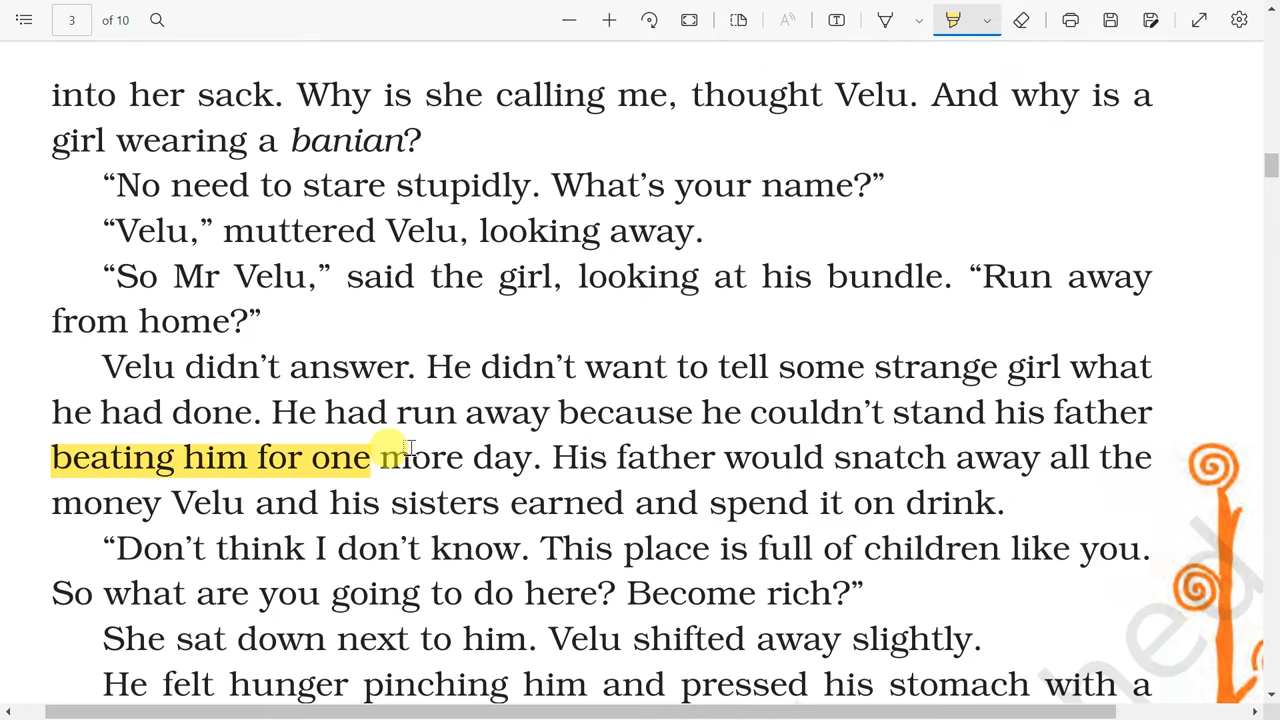 3 of 10
into her sack. Why is she calling me, thought Velu. And why is a
girl wearing a banian?
“No need to stare stupidly. What’s your name?”
“Velu,” muttered Velu, looking away.
“So Mr Velu,” said the girl, looking at his bundle. “Run away
from home?”
Velu didn’t answer. He didn’t want to tell some strange girl what
he had done. He had run away because he couldn’t stand his father
beating him for one more day. His father would snatch away all the
money Velu and his sisters earned and spend it on drink.
“Don’t think I don’t know. This place is full of children like you.
So what are you going to do here? Become rich?”
She sat down next to him. Velu shifted away slightly.
He felt hunger pinching him and pressed his stomach with a